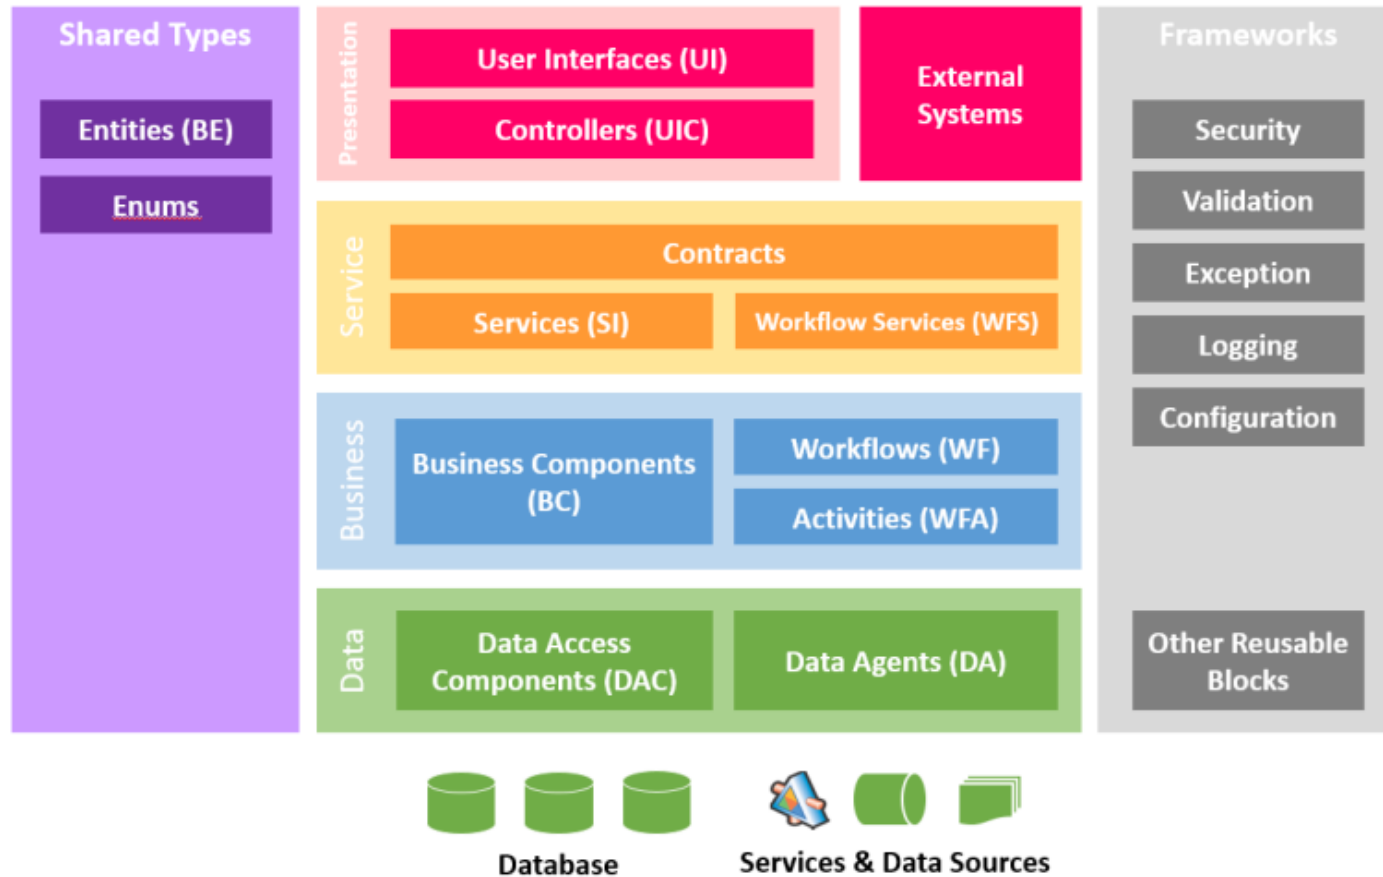 Shared Types
Entities (BE)
Enums
Presentation
User Interfaces (UI)
Controllers (UIC)
External
Systems
Service
Contracts
Services (SI)
Workflow Services (WFS)
Business
Business Components
(BC)
Workflows (WF)
Activities (WFA)
Data
Data Access
Components (DAC)
Data Agents (DA)
Frameworks
Security
Validation
Exception
Logging
Configuration
Other Reusable
Blocks
Database
Services & Data Sources